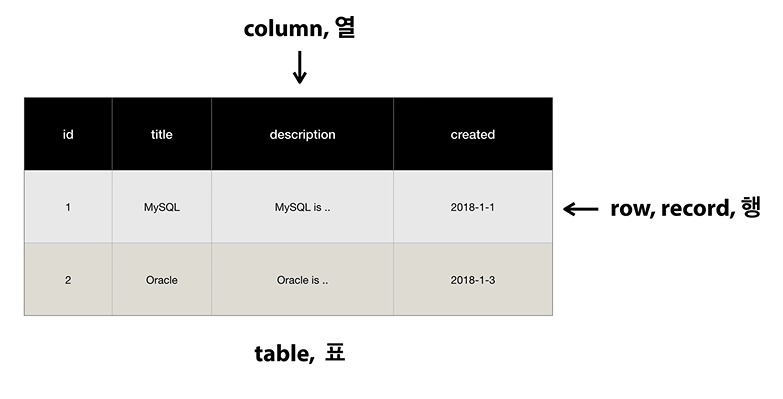 column, 열
id title description created
1 MySQL MySQL is .. 2018-1-1
row, record, 행
2 Oracle Oracle is .. 2018-1-3
table, 표